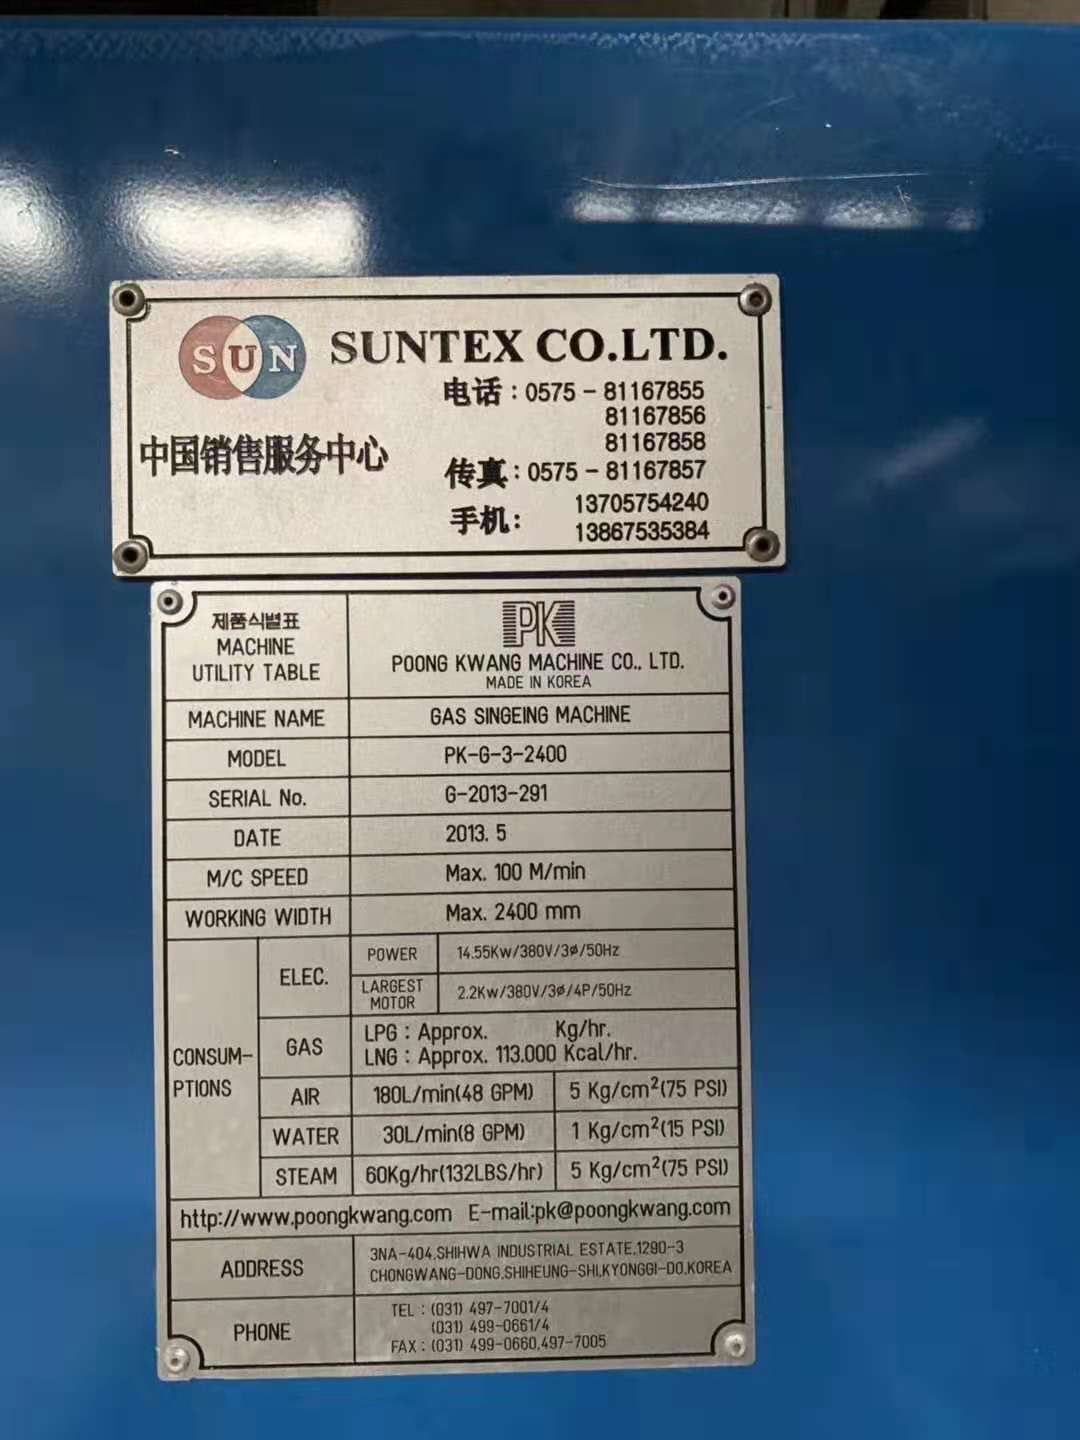 SUN SUNTEX CO.LTD.
电话：0575-81167855
81167856
81167858
中国销售服务中心
传真：0575-81167857
手机：13705754240
13867535384
제품식별표
MACHINE
UTILITY TABLE
PK
POONG KWANG MACHINE CO., LTD.
MADE IN KOREA
MACHINE NAME GAS SINGEING MACHINE
MODEL PK-G-3-2400
SERIAL No. G-2013-291
DATE 2013. 5
M/C SPEED Max. 100 M/min
WORKING WIDTH Max. 2400 mm
CONSUM-
PTIONS
ELEC.
POWER 14.55Kw/380V/3ø/50Hz
LARGEST
MOTOR
2.2Kw/380V/3ø/4P/50Hz
GAS
LPG : Approx. Kg/hr.
LNG : Approx. 113.000 Kcal/hr.
AIR 180L/min(48 GPM) 5 Kg/cm²(75 PSI)
WATER 30L/min(8 GPM) 1 Kg/cm²(15 PSI)
STEAM 60Kg/hr(132LBS/hr) 5 Kg/cm²(75 PSI)
http://www.poongkwang.com E-mail:pk@poongkwang.com
ADDRESS
3NA-404,SHIHWA INDUSTRIAL ESTATE,1290-3
CHONGWANG-DONG,SHIHEUNG-SHI,KYONGGI-DO,KOREA
PHONE
TEL : (031) 497-7001/4
(031) 499-0661/4
FAX : (031) 499-0660,497-7005